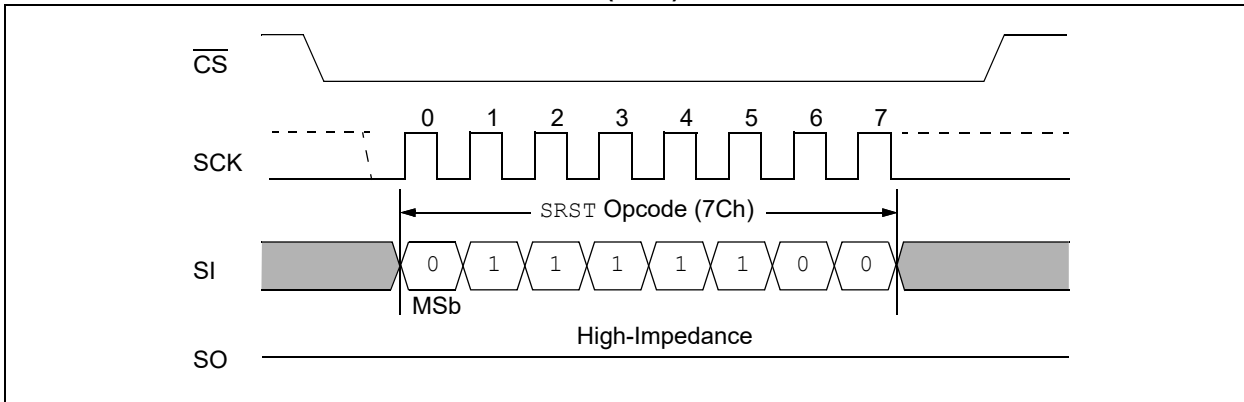 CS
0 1 2 3 4 5 6 7
SCK
SRST Opcode (7Ch)
SI
0 1 1 1 1 1 0 0
MSb
High-Impedance
SO